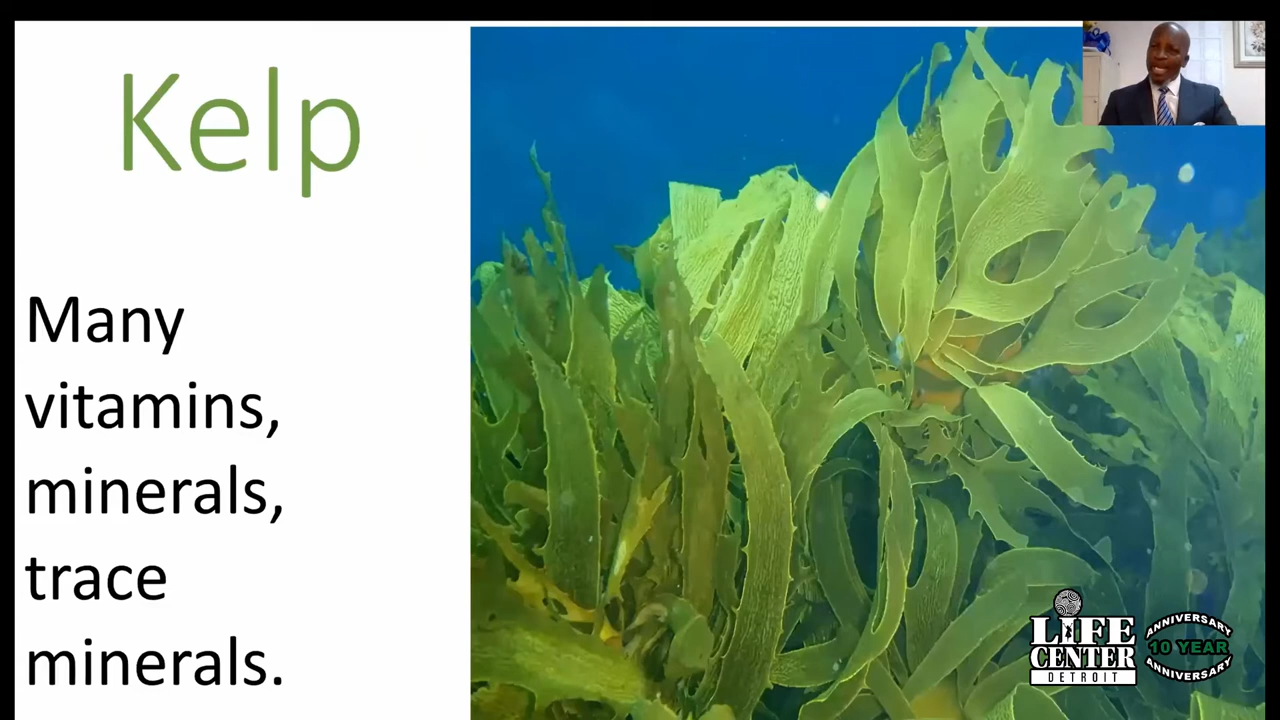 Kelp
Many
vitamins,
minerals,
trace
minerals.
LIFE
CENTER
DETROIT
ANNIVERSARY
10 YEAR
ANNIVERSARY